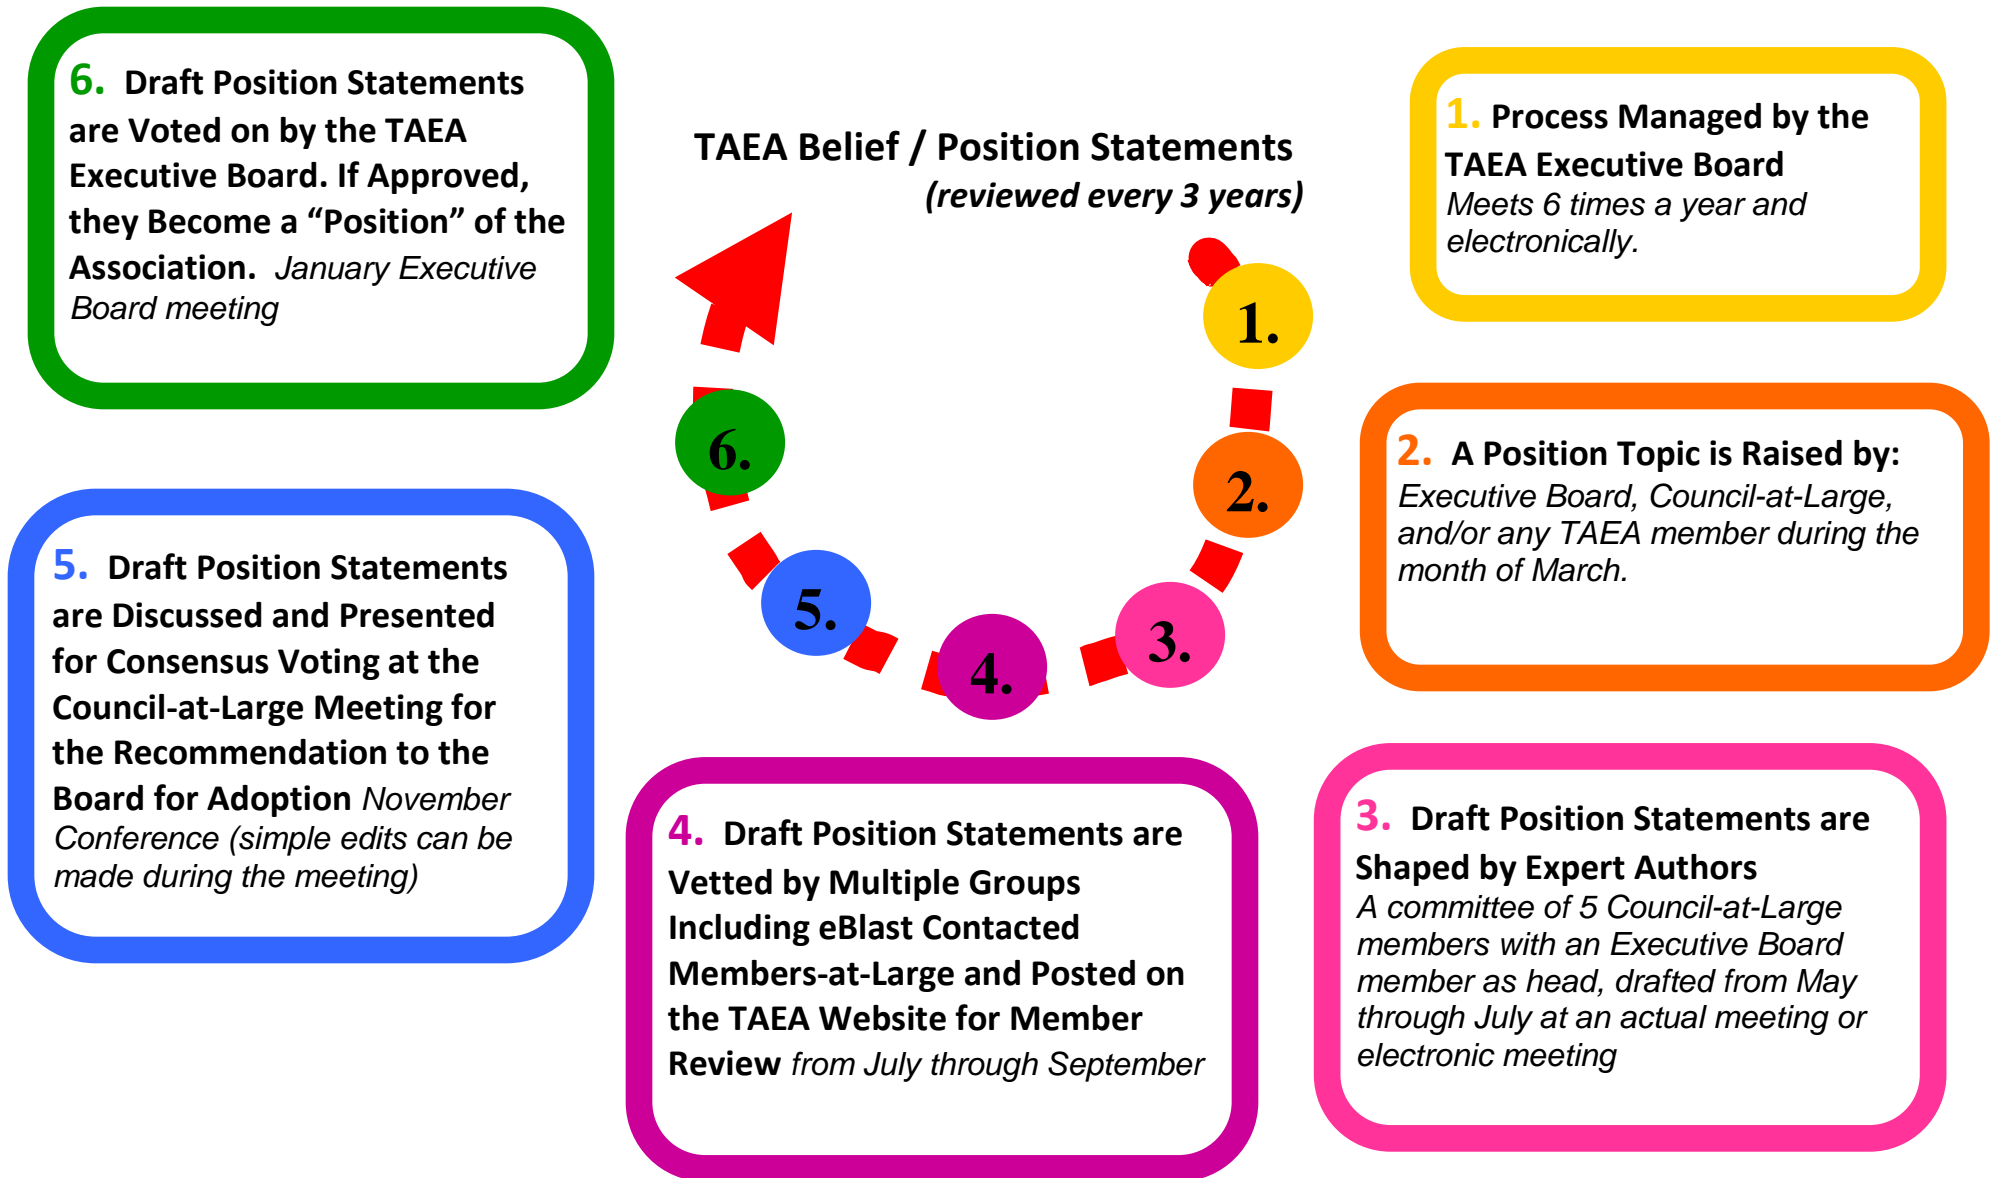 TAEA Belief / Position Statements
(reviewed every 3 years)
1. Process Managed by the
TAEA Executive Board
Meets 6 times a year and
electronically.
2. A Position Topic is Raised by:
Executive Board, Council-at-Large,
and/or any TAEA member during the
month of March.
3. Draft Position Statements are
Shaped by Expert Authors
A committee of 5 Council-at-Large
members with an Executive Board
member as head, drafted from May
through July at an actual meeting or
electronic meeting
4. Draft Position Statements are
Vetted by Multiple Groups
Including eBlast Contacted
Members-at-Large and Posted on
the TAEA Website for Member
Review from July through September
5. Draft Position Statements
are Discussed and Presented
for Consensus Voting at the
Council-at-Large Meeting for
the Recommendation to the
Board for Adoption November
Conference (simple edits can be
made during the meeting)
6. Draft Position Statements
are Voted on by the TAEA
Executive Board. If Approved,
they Become a “Position” of the
Association. January Executive
Board meeting
1.
2.
3.
4.
5.
6.